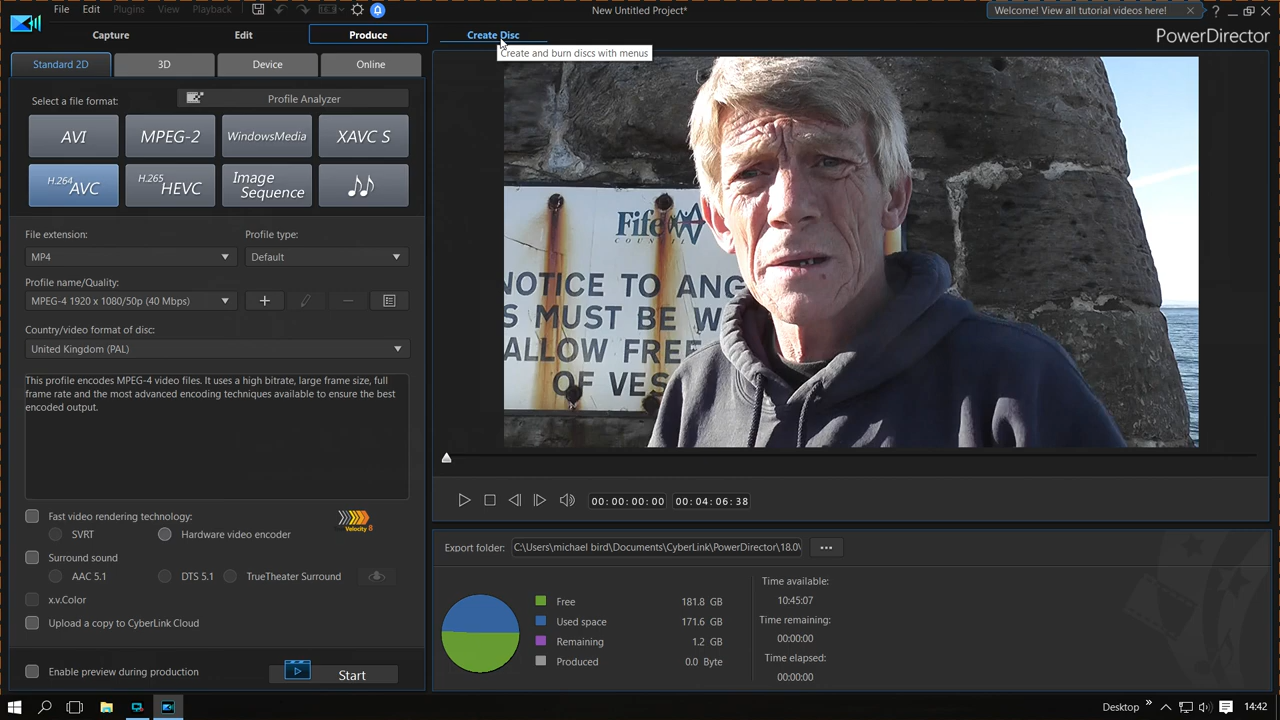 File Edit Plugins View Playback
New Untitled Project*
Welcome! View all tutorial videos here!
?
Capture Edit Produce Create Disc
PowerDirector
Create and burn discs with menus
Standard 2D 3D Device Online
Select a file format:
Profile Analyzer
AVI MPEG-2 WindowsMedia XAVC S
H.264 AVC H.265 HEVC Image Sequence
File extension: Profile type:
MP4 Default
Profile name/Quality:
MPEG-4 1920 x 1080/50p (40 Mbps)
Country/video format of disc:
United Kingdom (PAL)
This profile encodes MPEG-4 video files. It uses a high bitrate, large frame size, full
frame rate and the most advanced encoding techniques available to ensure the best
encoded output.
Fast video rendering technology:
Velocity 8
SVRT Hardware video encoder
Surround sound
AAC 5.1 DTS 5.1 TrueTheater Surround
x.v.Color
Upload a copy to CyberLink Cloud
Enable preview during production
Start
Fife
COUNCIL
NOTICE TO ANG
S MUST BE W
ALLOW FREE
OF VES
00:00:00:00 00:04:06:38
Export folder: C:\Users\michael bird\Documents\CyberLink\PowerDirector\18.0\
...
Free 181.8 GB
Used space 171.6 GB
Remaining 1.2 GB
Produced 0.0 Byte
Time available:
10:45:07
Time remaining:
00:00:00
Time elapsed:
00:00:00
Desktop
14:42